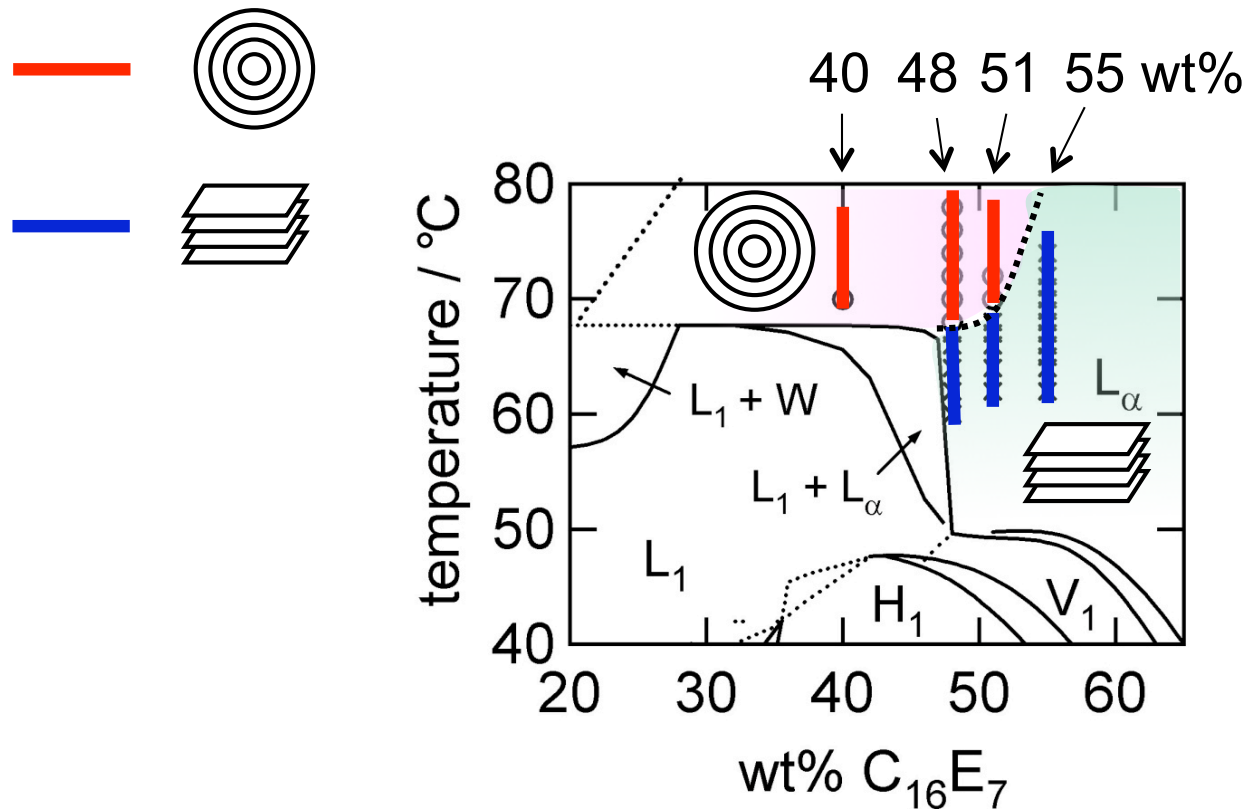 40 48 51 55 wt%
80
70
60
50
40
temperature / °C
L₁ + W
L₁ + Lα
Lα
L₁
H₁
V₁
20 30 40 50 60
wt% C₁₆E₇